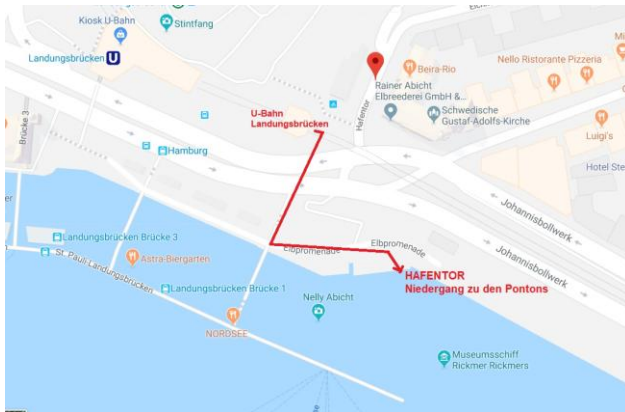 Kiosk U-Bahn
Stintfang
Landungsbrücken U
Brücke 3
Hamburg
U-Bahn
Landungsbrücken
Hafentor
Rainer Abicht
Elbreederei GmbH &...
Beira-Rio
Schwedische
Gustaf-Adolfs-Kirche
Nello Ristorante Pizzeria
Luigi's
Hotel Ste
Johannisbollwerk
Johannisbollwerk
Landungsbrücken Brücke 3
Astra-Biergarten
St. Pauli-Landungsbrücken
Landungsbrücken Brücke 1
NORDSEE
Elbpromenade
Elbpromenade
HAFENTOR
Niedergang zu den Pontons
Nelly Abicht
Museumsschiff
Rickmer Rickmers